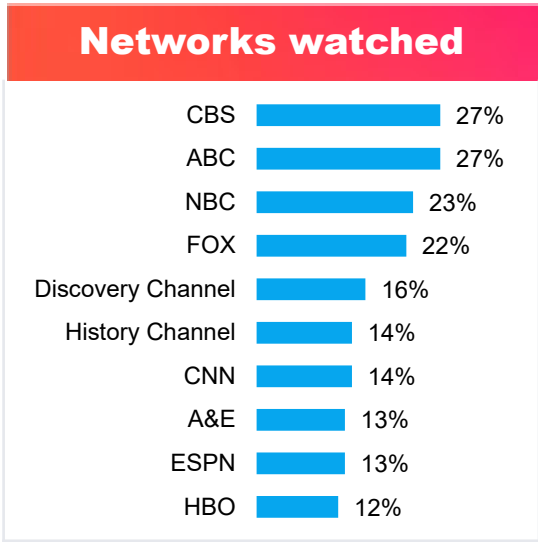 Networks watched
CBS 27%
ABC 27%
NBC 23%
FOX 22%
Discovery Channel 16%
History Channel 14%
CNN 14%
A&E 13%
ESPN 13%
HBO 12%